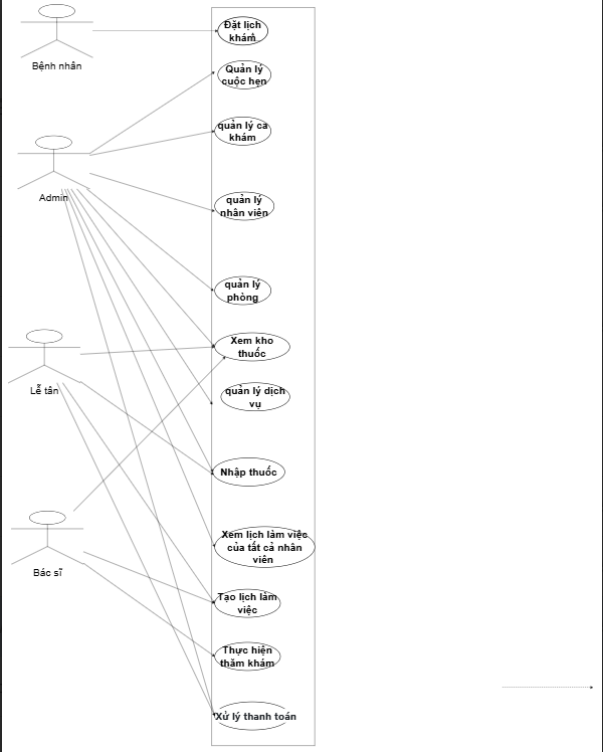 Đặt lịch
khám
Bệnh nhân
Quản lý
cuộc hẹn
quản lý ca
khám
Admin
quản lý
nhân viên
quản lý
phòng
Xem kho
thuốc
Lễ tân
quản lý dịch
vụ
Nhập thuốc
Xem lịch làm việc
của tất cả nhân
viên
Bác sĩ
Tạo lịch làm
việc
Thực hiện
thăm khám
Xử lý thanh toán